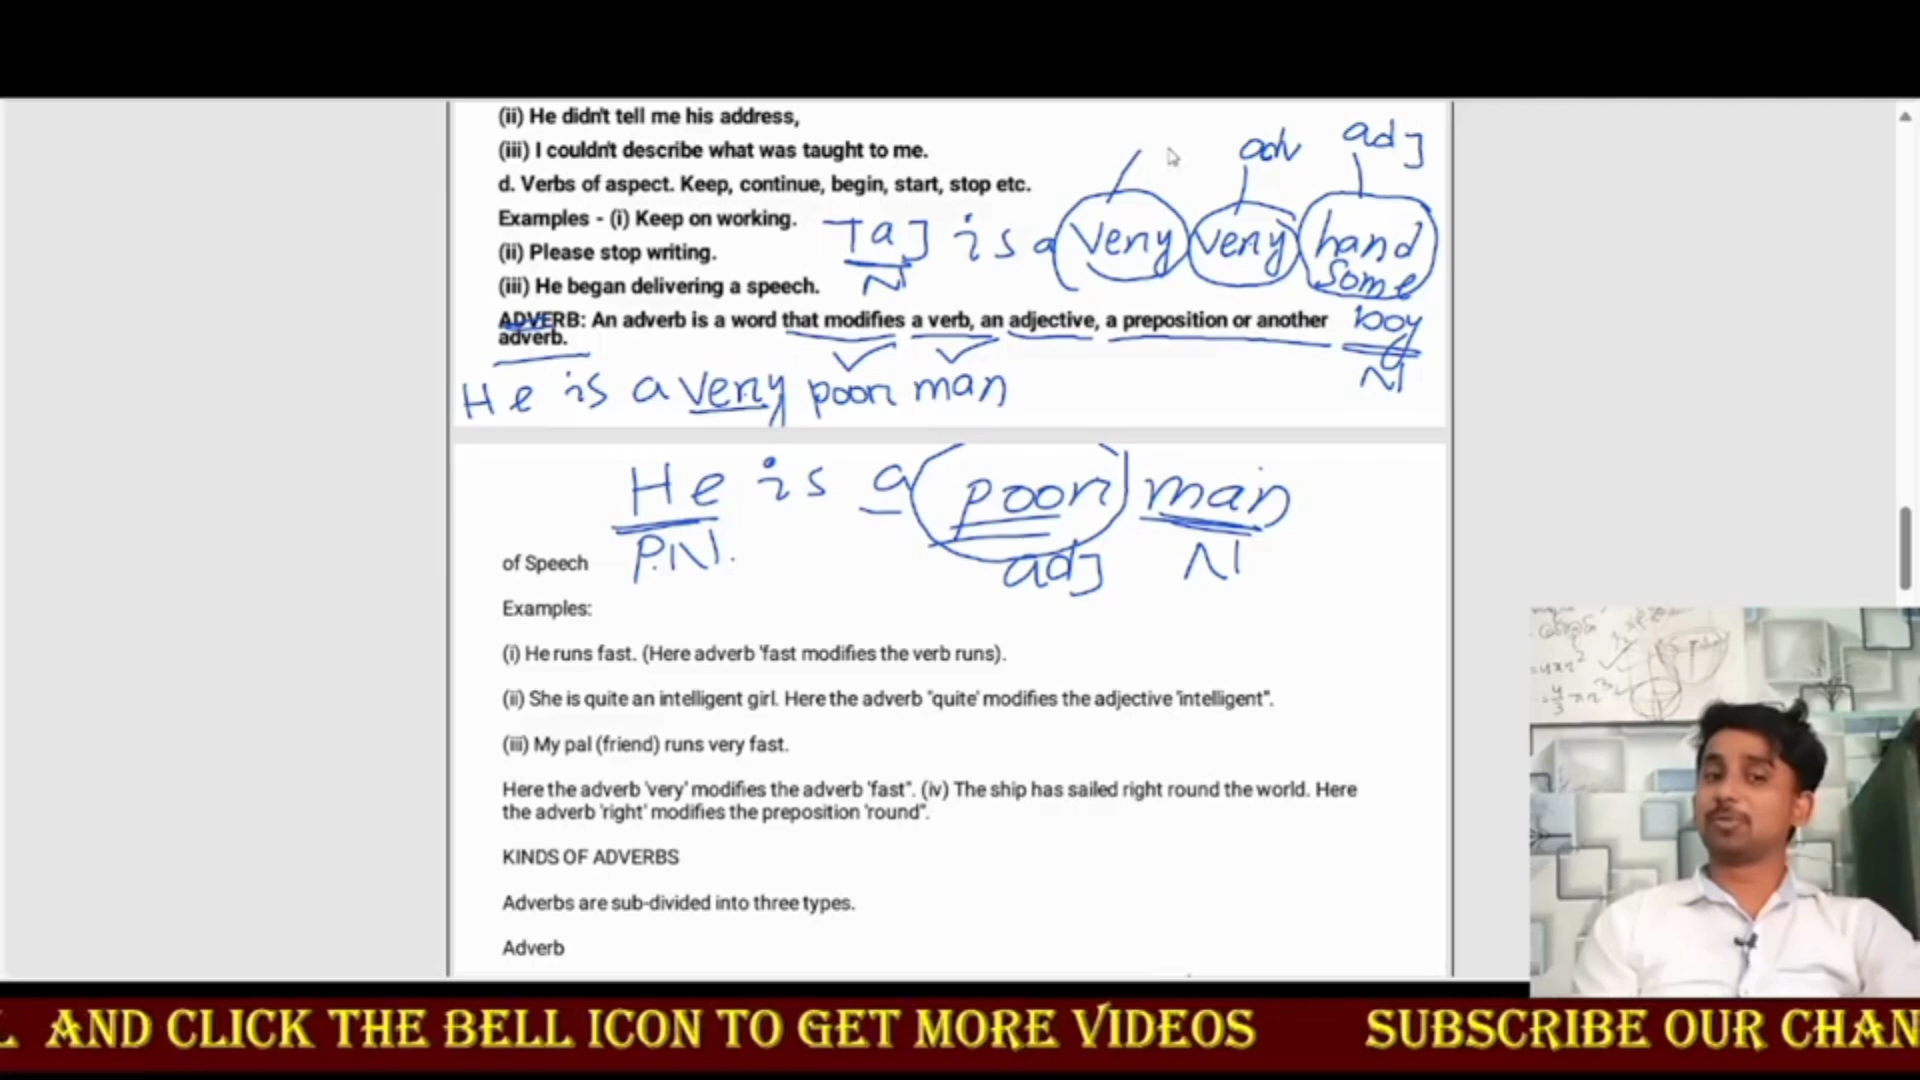 (ii) He didn't tell me his address,
(iii) I couldn't describe what was taught to me.
adv
adj
d. Verbs of aspect. Keep, continue, begin, start, stop etc.
Examples - (i) Keep on working.
Taj is a very very hand
some
boy
N
N
(ii) Please stop writing.
(iii) He began delivering a speech.
ADVERB: An adverb is a word that modifies a verb, an adjective, a preposition or another
adverb.
He is a very poor man
He is a poor man
P.N.
adj
N
of Speech
Examples:
(i) He runs fast. (Here adverb 'fast modifies the verb runs).
(ii) She is quite an intelligent girl. Here the adverb "quite' modifies the adjective 'intelligent".
(iii) My pal (friend) runs very fast.
Here the adverb 'very' modifies the adverb 'fast". (iv) The ship has sailed right round the world. Here
the adverb 'right' modifies the preposition 'round".
KINDS OF ADVERBS
Adverbs are sub-divided into three types.
Adverb
L AND CLICK THE BELL ICON TO GET MORE VIDEOS SUBSCRIBE OUR CHAN